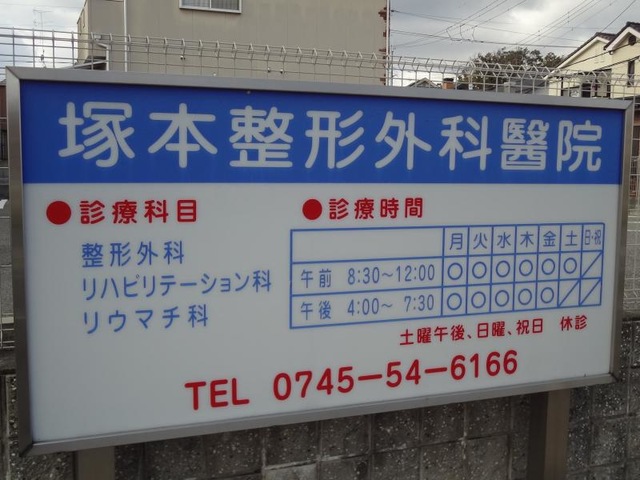 塚本整形外科醫院
●診療科目
整形外科
リハビリテーション科
リウマチ科
●診療時間
月 火 水 木 金 土 日・祝
午前 8:30〜12:00 ○ ○ ○ ○ ○ ○ ／
午後 4:00〜 7:30 ○ ○ ○ ○ ○ ／ ／
土曜午後、日曜、祝日 休診
TEL 0745-54-6166